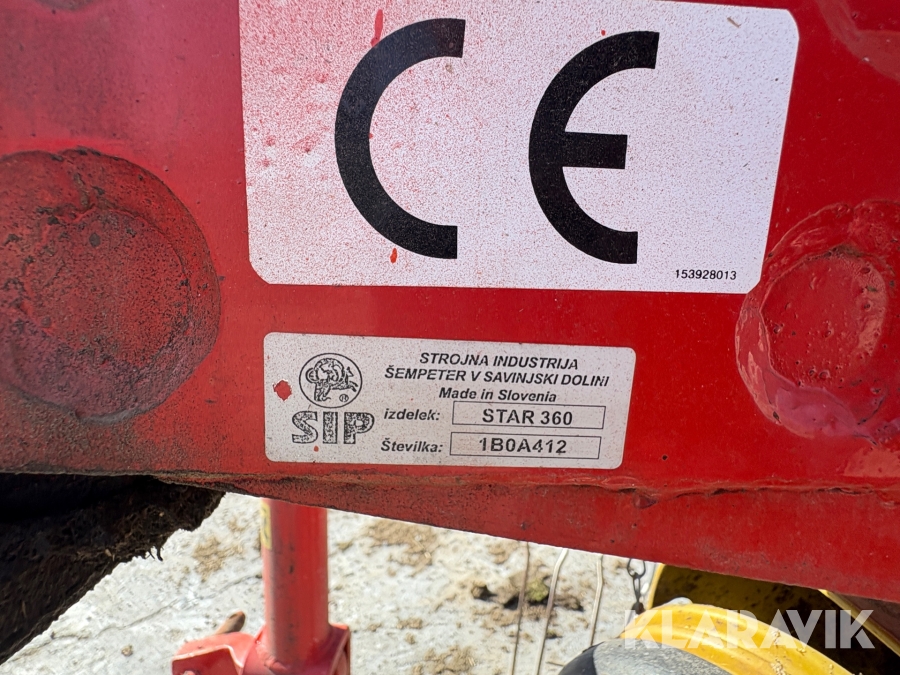 CE
153928013
STROJNA INDUSTRIJA
ŠEMPETER V SAVINJSKI DOLINI
Made in Slovenia
SIP
izdelek: STAR 360
Številka: 1B0A412
KLARAVIK